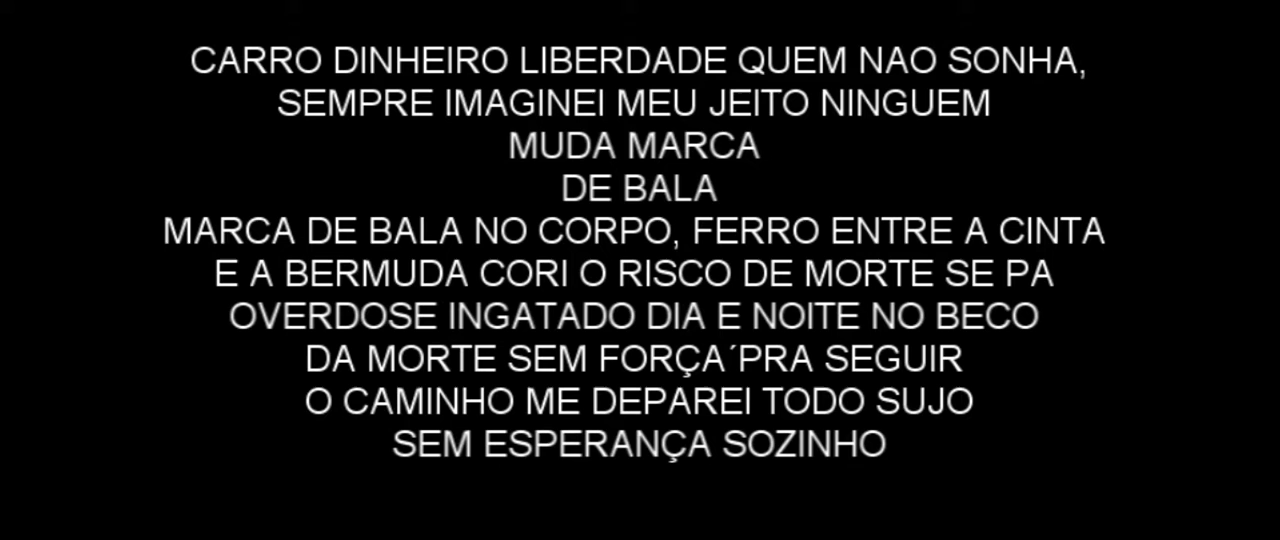 CARRO DINHEIRO LIBERDADE QUEM NAO SONHA,
SEMPRE IMAGINEI MEU JEITO NINGUEM
MUDA MARCA
DE BALA
MARCA DE BALA NO CORPO, FERRO ENTRE A CINTA
E A BERMUDA CORI O RISCO DE MORTE SE PA
OVERDOSE INGATADO DIA E NOITE NO BECO
DA MORTE SEM FORÇA´PRA SEGUIR
O CAMINHO ME DEPAREI TODO SUJO
SEM ESPERANÇA SOZINHO